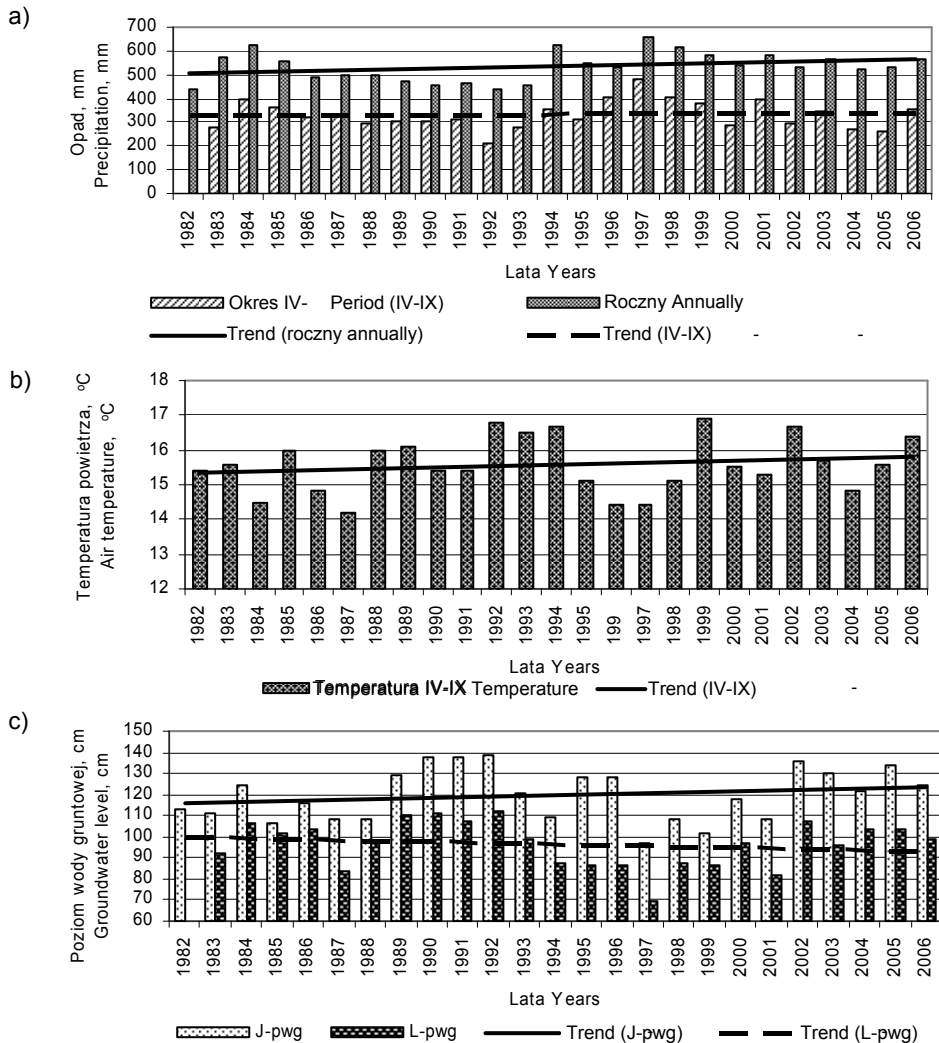 a)
Opad, mm
Precipitation, mm
700
600
500
400
300
200
100
0
1982 1983 1984 1985 1986 1987 1988 1989 1990 1991 1992 1993 1994 1995 1996 1997 1998 1999 2000 2001 2002 2003 2004 2005 2006
Lata Years
Okres IV- Period (IV-IX) Roczny Annually
Trend (roczny annually) Trend (IV-IX) - -
b)
Temperatura powietrza, ºC
Air temperature, ºC
18
17
16
15
14
13
12
1982 1983 1984 1985 1986 1987 1988 1989 1990 1991 1992 1993 1994 1995 199 1997 1998 1999 2000 2001 2002 2003 2004 2005 2006
Lata Years
Temperatura IV-IX Temperature Trend (IV-IX) -
c)
Poziom wody gruntowej, cm
Groundwater level, cm
150
140
130
120
110
100
90
80
70
60
1982 1983 1984 1985 1986 1987 1988 1989 1990 1991 1992 1993 1994 1995 1996 1997 1998 1999 2000 2001 2002 2003 2004 2005 2006
Lata Years
J-pwg L-pwg Trend (J-pwg) Trend (L-pwg)